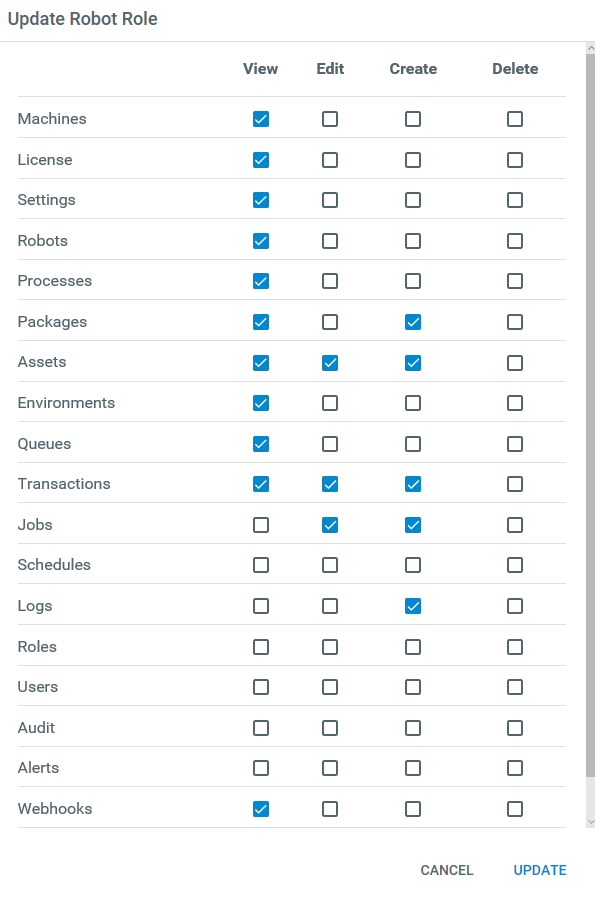 Update Robot Role
View Edit Create Delete
Machines
License
Settings
Robots
Processes
Packages
Assets
Environments
Queues
Transactions
Jobs
Schedules
Logs
Roles
Users
Audit
Alerts
Webhooks
CANCEL UPDATE